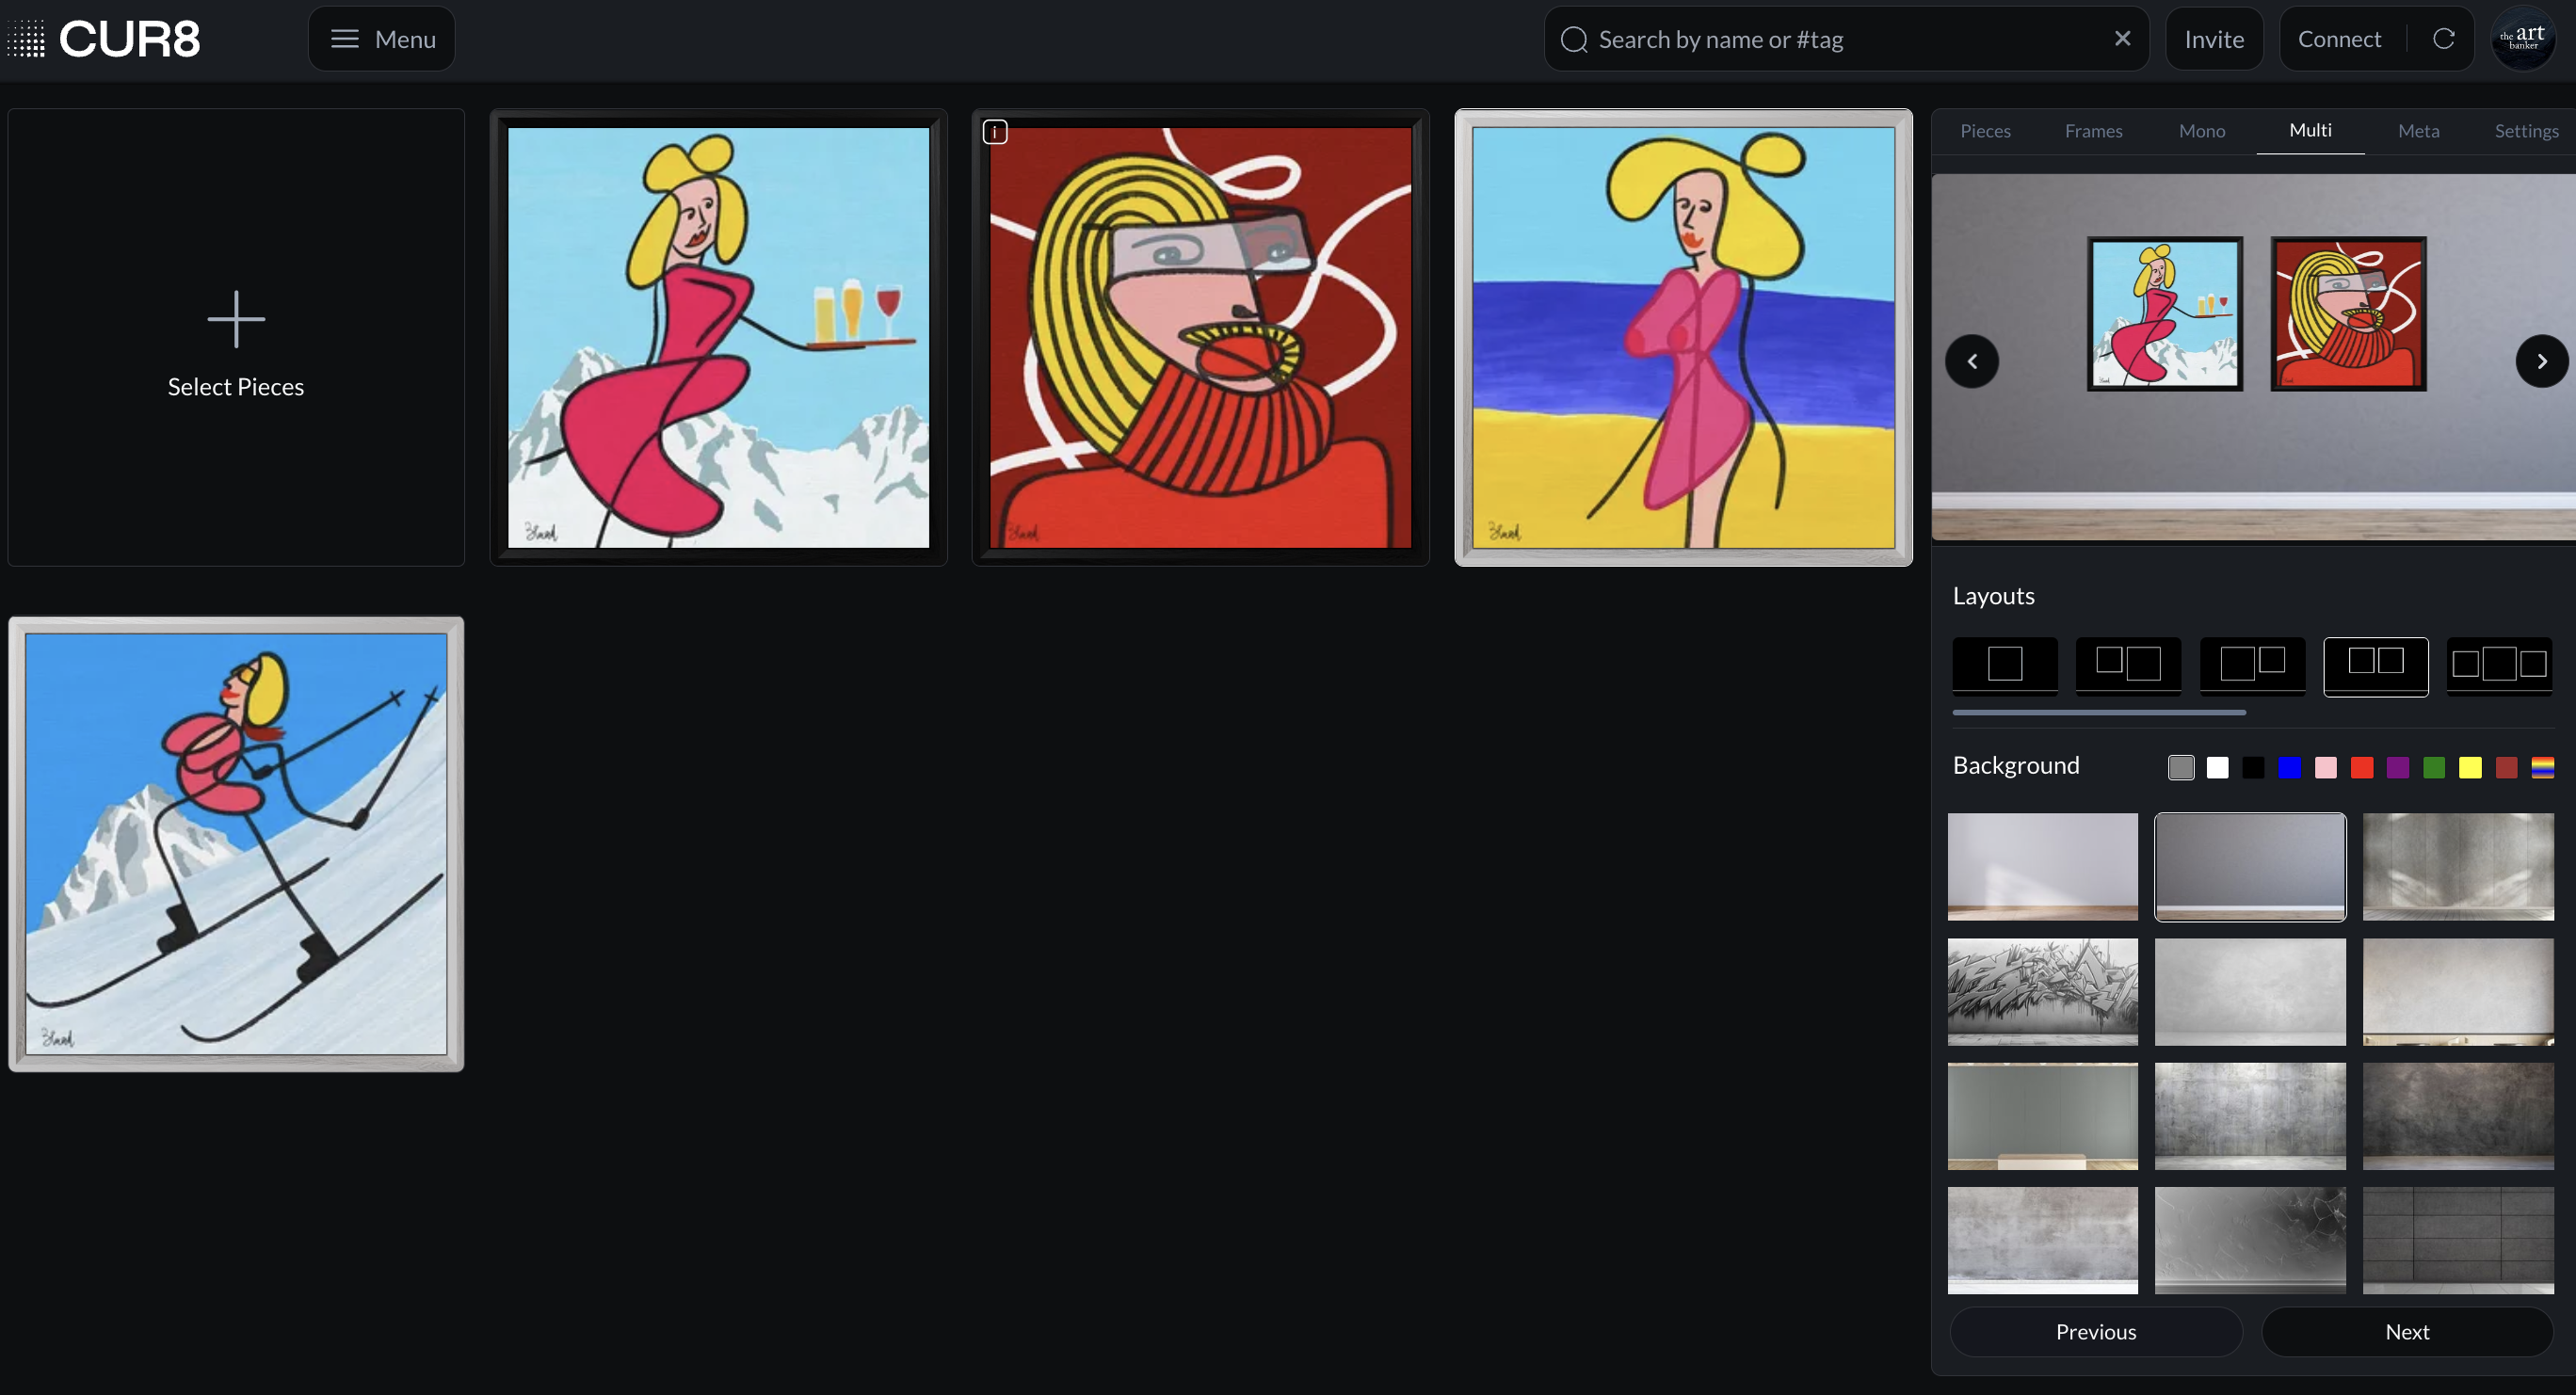 CUR8
Menu
Search by name or #tag
Invite
Connect
the art
banker
Select Pieces
i
Pieces
Frames
Mono
Multi
Meta
Settings
Layouts
Background
Previous
Next